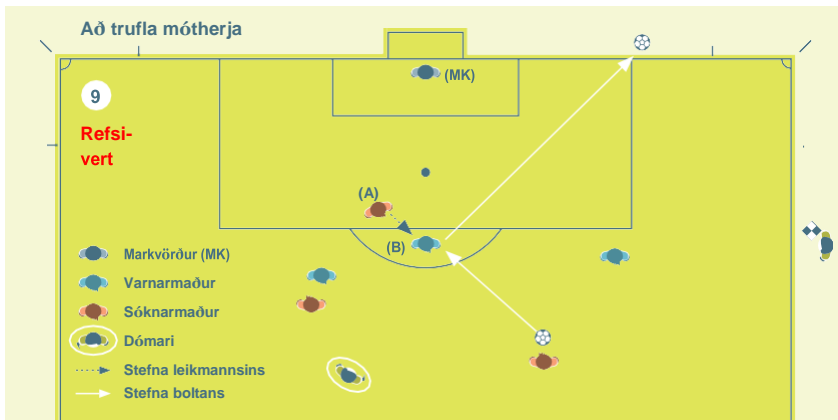 Að trufla mótherja
(MK)
9
Refsi-
vert
(A)
(B)
Markvörður (MK)
Varnarmaður
Sóknarmaður
Dómari
Stefna leikmannsins
Stefna boltans